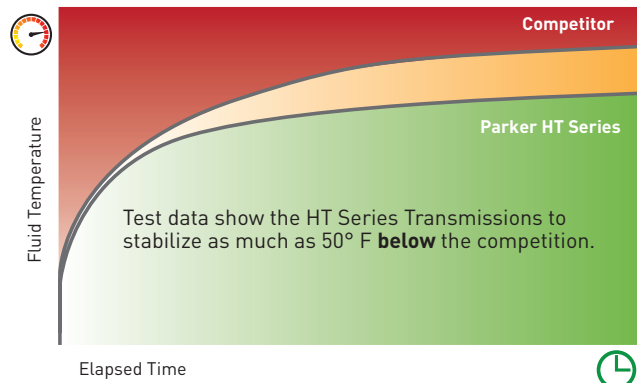 Competitor
Parker HT Series
Fluid Temperature
Test data show the HT Series Transmissions to
stabilize as much as 50° F below the competition.
Elapsed Time